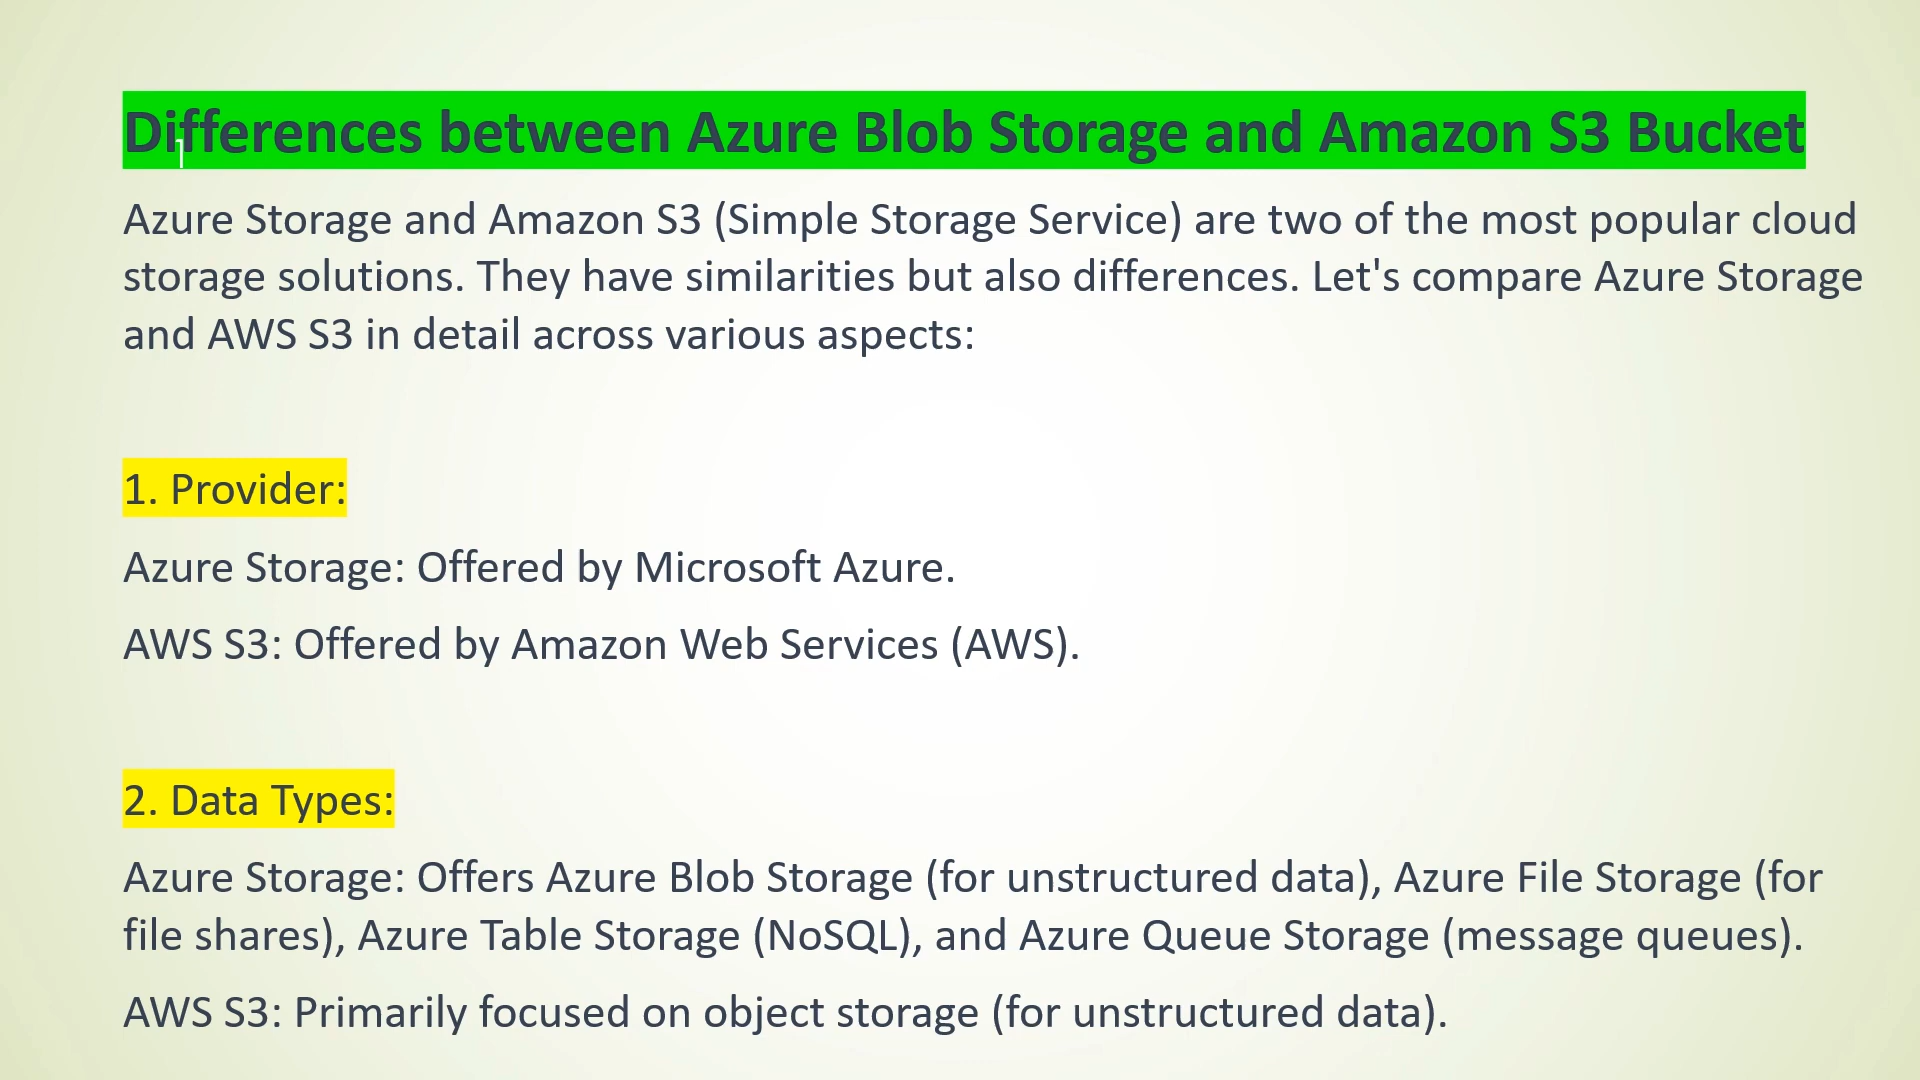 Differences between Azure Blob Storage and Amazon S3 Bucket
Azure Storage and Amazon S3 (Simple Storage Service) are two of the most popular cloud
storage solutions. They have similarities but also differences. Let's compare Azure Storage
and AWS S3 in detail across various aspects:
1. Provider:
Azure Storage: Offered by Microsoft Azure.
AWS S3: Offered by Amazon Web Services (AWS).
2. Data Types:
Azure Storage: Offers Azure Blob Storage (for unstructured data), Azure File Storage (for
file shares), Azure Table Storage (NoSQL), and Azure Queue Storage (message queues).
AWS S3: Primarily focused on object storage (for unstructured data).